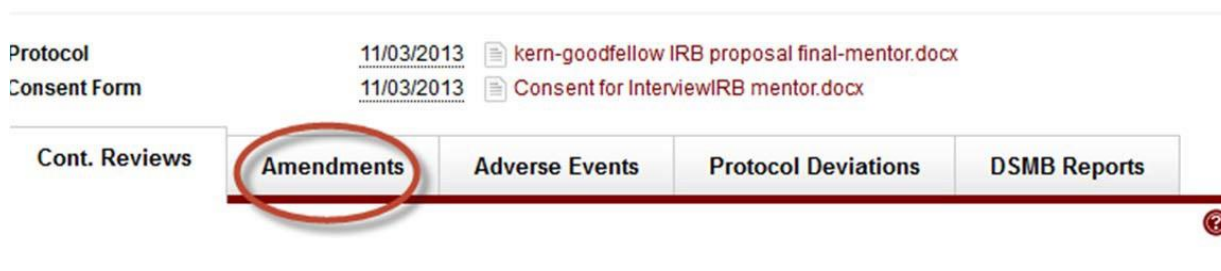 Protocol 11/03/2013 kern-goodfellow IRB proposal final-mentor.docx
Consent Form 11/03/2013 Consent for InterviewIRB mentor.docx
Cont. Reviews Amendments Adverse Events Protocol Deviations DSMB Reports
?